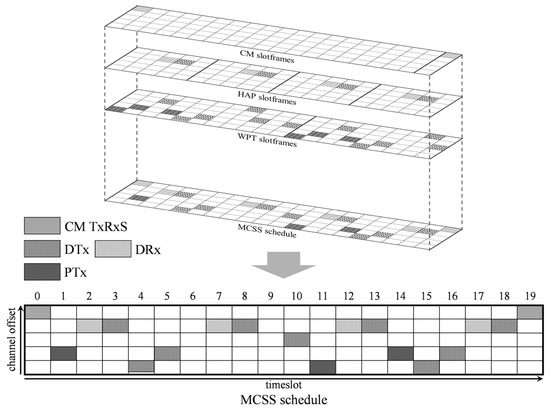 CM slotframes
HAP slotframes
WPT slotframes
MCSS schedule
CM TxRxS
DTx DRx
PTx
0 1 2 3 4 5 6 7 8 9 10 11 12 13 14 15 16 17 18 19
channel offset
timeslot
MCSS schedule